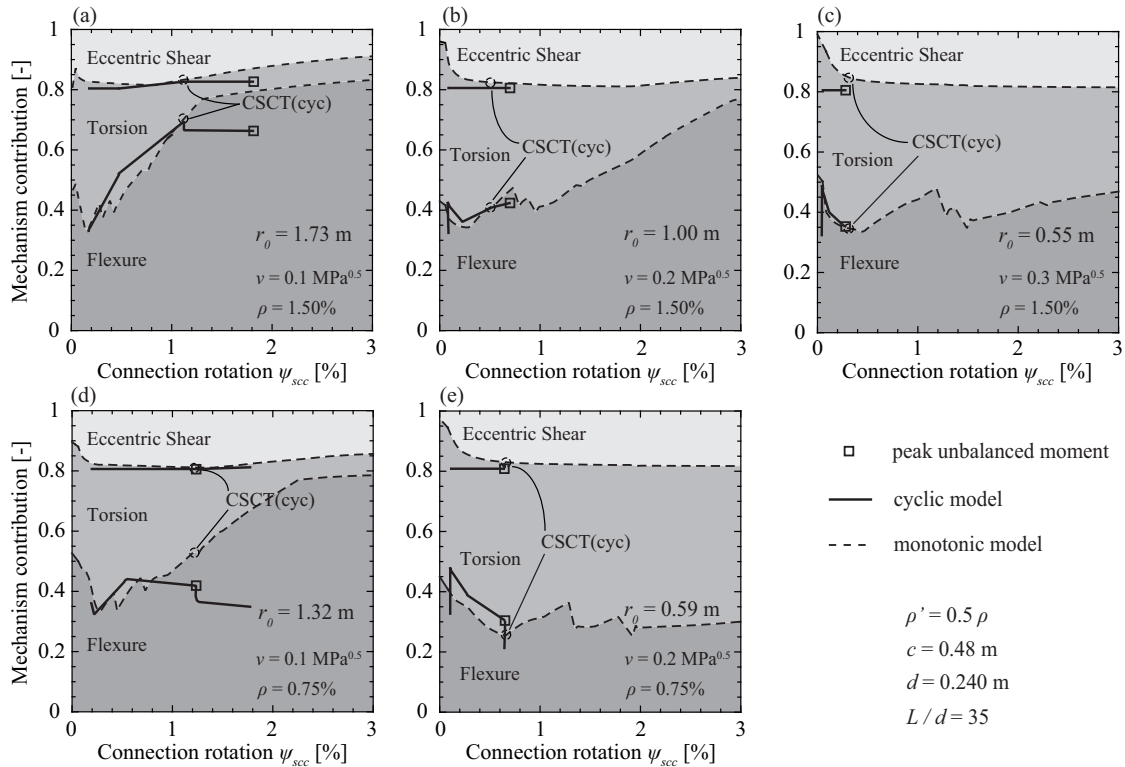 (a)
Mechanism contribution [-]
1
0.8
0.6
0.4
0.2
0
Eccentric Shear
CSCT(cyc)
Torsion
Flexure
r₀ = 1.73 m
v = 0.1 MPa⁰·⁵
ρ = 1.50%
0 1 2 3
Connection rotation ψscc [%]
(b)
1
0.8
0.6
0.4
0.2
0
Eccentric Shear
Torsion
CSCT(cyc)
Flexure
r₀ = 1.00 m
v = 0.2 MPa⁰·⁵
ρ = 1.50%
0 1 2 3
Connection rotation ψscc [%]
(c)
1
0.8
0.6
0.4
0.2
0
Eccentric Shear
Torsion
CSCT(cyc)
Flexure
r₀ = 0.55 m
v = 0.3 MPa⁰·⁵
ρ = 1.50%
0 1 2 3
Connection rotation ψscc [%]
(d)
Mechanism contribution [-]
1
0.8
0.6
0.4
0.2
0
Eccentric Shear
CSCT(cyc)
Torsion
r₀ = 1.32 m
Flexure
v = 0.1 MPa⁰·⁵
ρ = 0.75%
0 1 2 3
Connection rotation ψscc [%]
(e)
1
0.8
0.6
0.4
0.2
0
Eccentric Shear
CSCT(cyc)
Torsion
r₀ = 0.59 m
Flexure
v = 0.2 MPa⁰·⁵
ρ = 0.75%
0 1 2 3
Connection rotation ψscc [%]
peak unbalanced moment
cyclic model
monotonic model
ρ’ = 0.5 ρ
c = 0.48 m
d = 0.240 m
L / d = 35